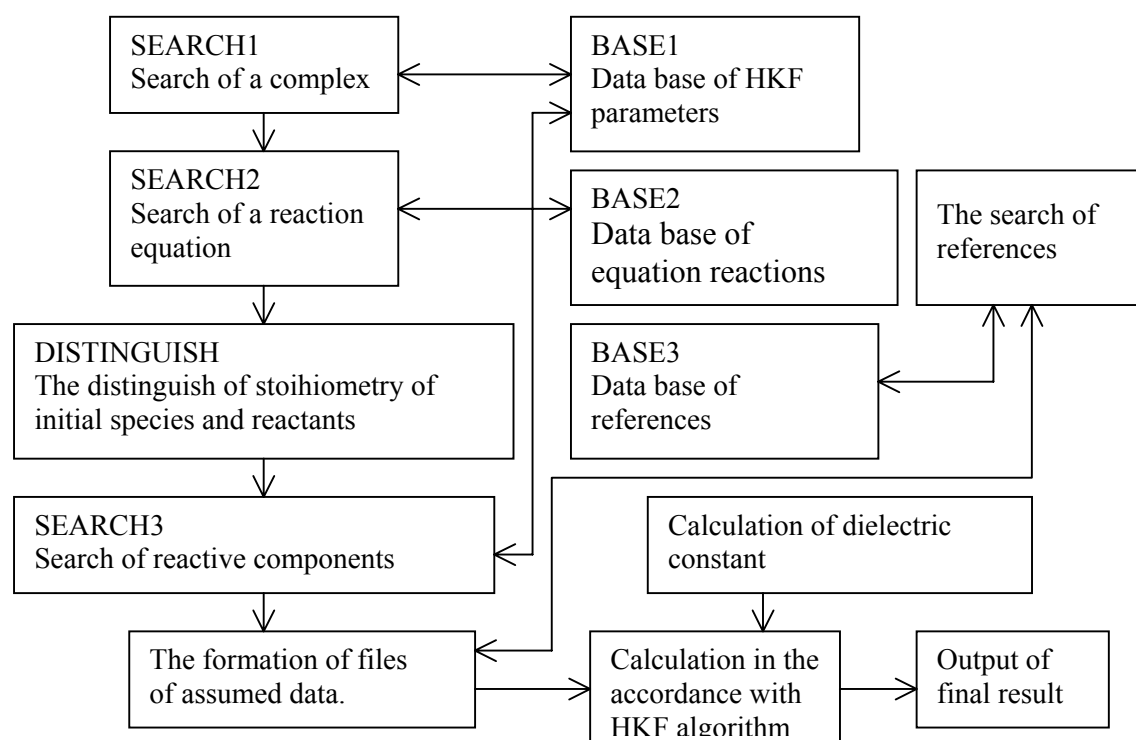 SEARCH1
Search of a complex
BASE1
Data base of HKF
parameters
SEARCH2
Search of a reaction
equation
BASE2
Data base of
equation reactions
The search of
references
DISTINGUISH
The distinguish of stoihiometry of
initial species and reactants
BASE3
Data base of
references
SEARCH3
Search of reactive components
Calculation of dielectric
constant
The formation of files
of assumed data.
Calculation in the
accordance with
HKF algorithm
Output of
final result